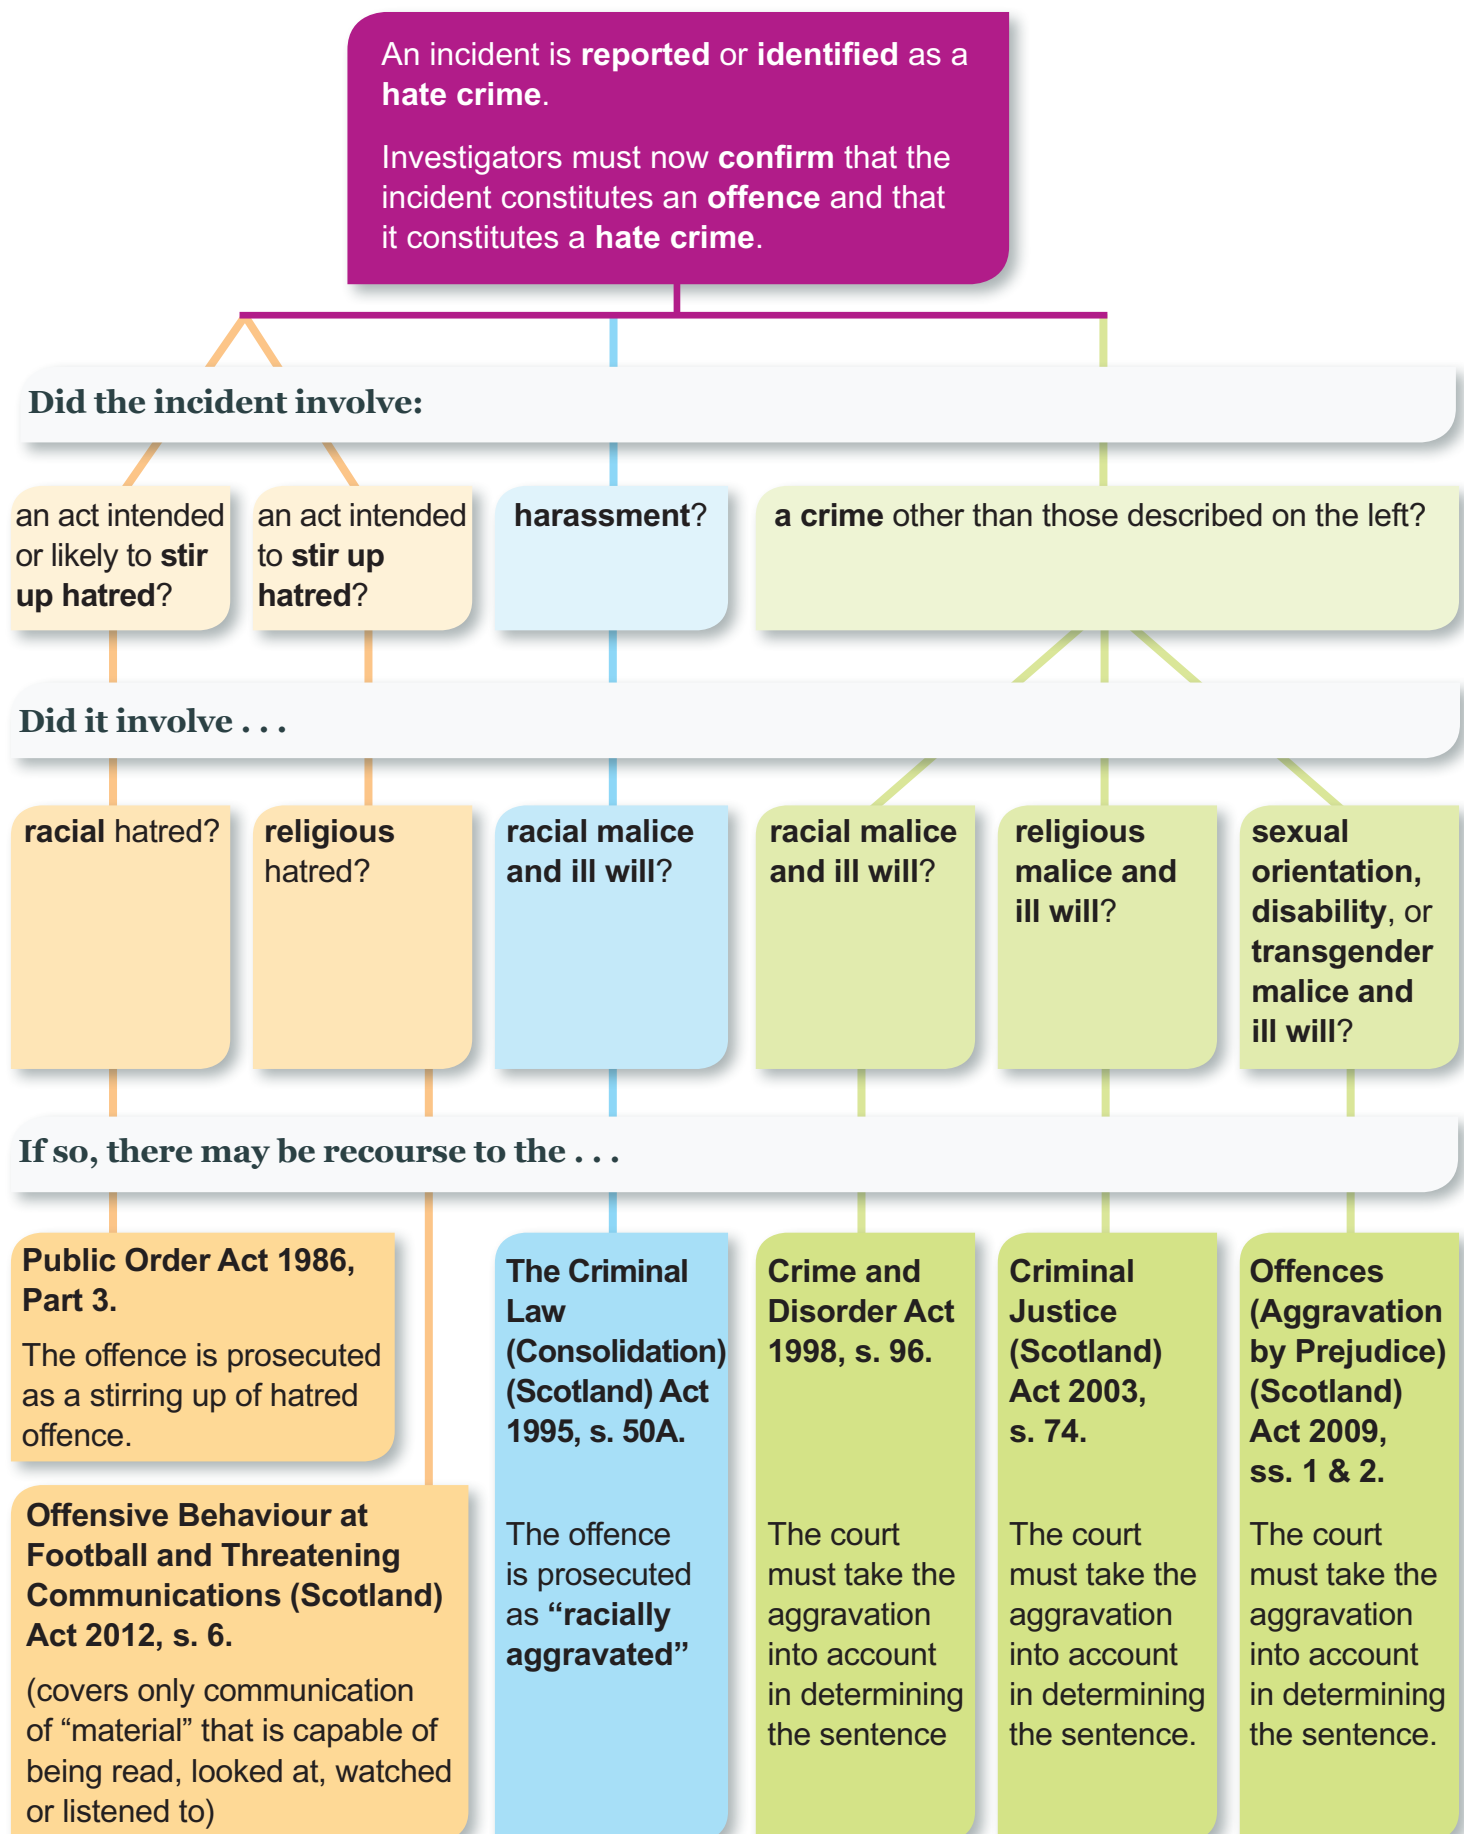 An incident is reported or identified as a
hate crime.
Investigators must now confirm that the
incident constitutes an offence and that
it constitutes a hate crime.
Did the incident involve:
an act intended
or likely to stir
up hatred?
an act intended
to stir up
hatred?
harassment?
a crime other than those described on the left?
Did it involve . . .
racial hatred?
religious
hatred?
racial malice
and ill will?
racial malice
and ill will?
religious
malice and
ill will?
sexual
orientation,
disability, or
transgender
malice and
ill will?
If so, there may be recourse to the . . .
Public Order Act 1986,
Part 3.
The offence is prosecuted
as a stirring up of hatred
offence.
Offensive Behaviour at
Football and Threatening
Communications (Scotland)
Act 2012, s. 6.
(covers only communication
of “material” that is capable of
being read, looked at, watched
or listened to)
The Criminal
Law
(Consolidation)
(Scotland) Act
1995, s. 50A.
The offence
is prosecuted
as “racially
aggravated”
Crime and
Disorder Act
1998, s. 96.
The court
must take the
aggravation
into account
in determining
the sentence
Criminal
Justice
(Scotland)
Act 2003,
s. 74.
The court
must take the
aggravation
into account
in determining
the sentence.
Offences
(Aggravation
by Prejudice)
(Scotland)
Act 2009,
ss. 1 & 2.
The court
must take the
aggravation
into account
in determining
the sentence.